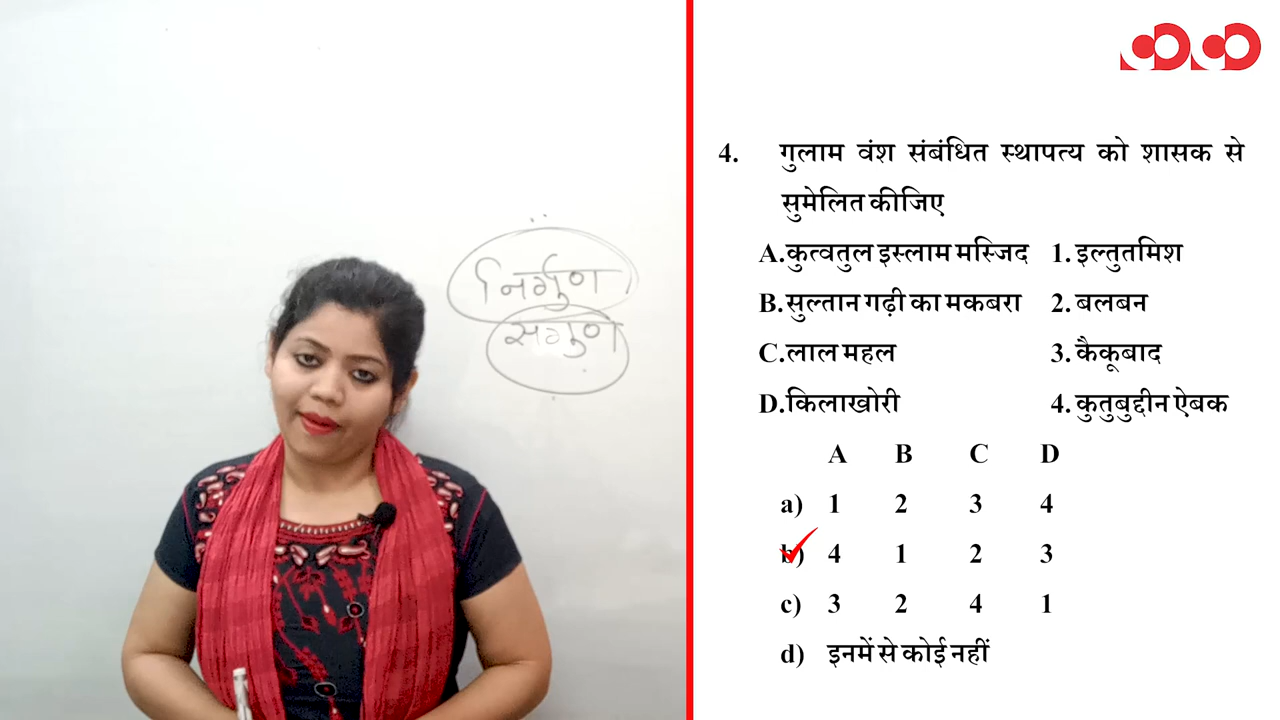 निर्गुण
सर्गुण
4. गुलाम वंश संबंधित स्थापत्य को शासक से
सुमेलित कीजिए
A.कुत्वतुल इस्लाम मस्जिद 1. इल्तुतमिश
B.सुल्तान गढ़ी का मकबरा 2. बलबन
C.लाल महल 3. कैकूबाद
D.किलाखोरी 4. कुतुबुद्दीन ऐबक
A B C D
a) 1 2 3 4
b) 4 1 2 3
c) 3 2 4 1
d) इनमें से कोई नहीं